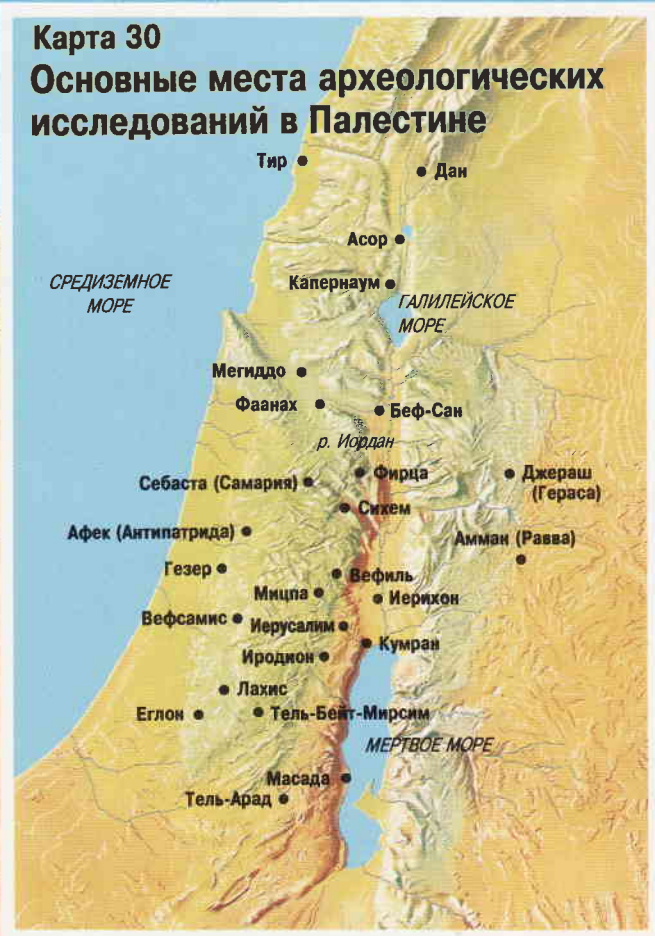 Карта 30
Основные места археологических
исследований в Палестине
Тир
Дан
Асор
Капернаум
СРЕДИЗЕМНОЕ
МОРЕ
ГАЛИЛЕЙСКОЕ
МОРЕ
Мегиддо
Фаанах
Беф-Сан
р. Иордан
Фирца
Джераш
(Гераса)
Себаста (Самария)
Сихем
Афек (Антипатрида)
Амман (Равва)
Гезер
Вефиль
Мицпа
Иерихон
Вефсамис
Иерусалим
Кумран
Иродион
Лахис
Еглон
Тель-Бейт-Мирсим
МЕРТВОЕ МОРЕ
Масада
Тель-Арад